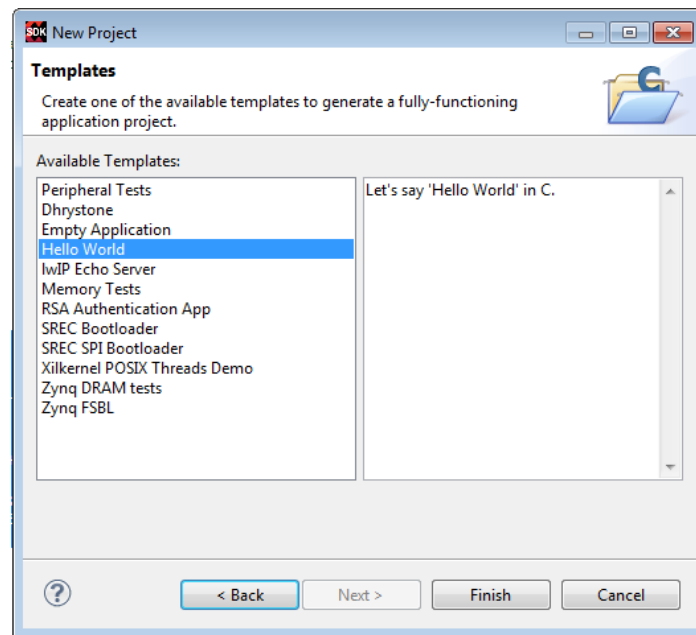 SDK New Project
Templates
Create one of the available templates to generate a fully-functioning
application project.
Available Templates:
Peripheral Tests
Dhrystone
Empty Application
Hello World
lwIP Echo Server
Memory Tests
RSA Authentication App
SREC Bootloader
SREC SPI Bootloader
Xilkernel POSIX Threads Demo
Zynq DRAM tests
Zynq FSBL
Let's say 'Hello World' in C.
?
< Back
Next >
Finish
Cancel